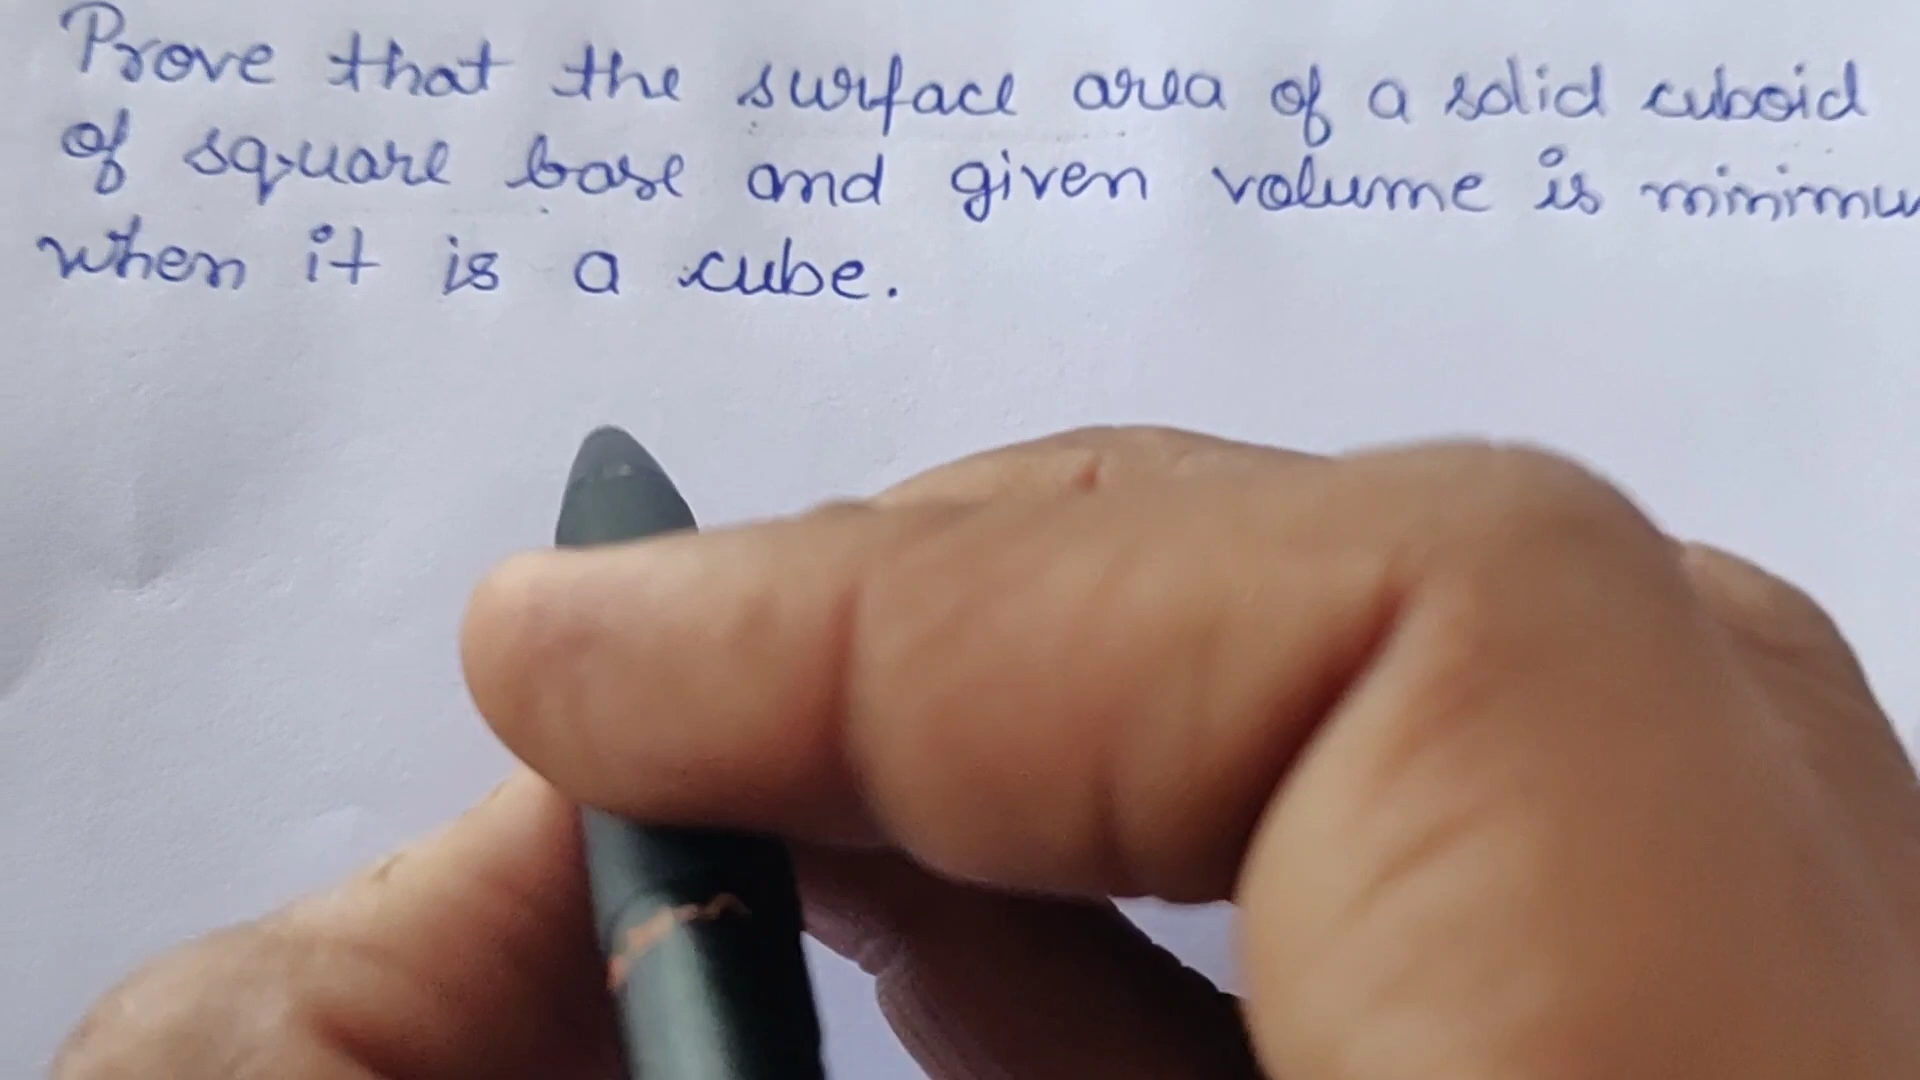 Prove that the surface area of a solid cuboid
of square base and given volume is minimu
when it is a cube.